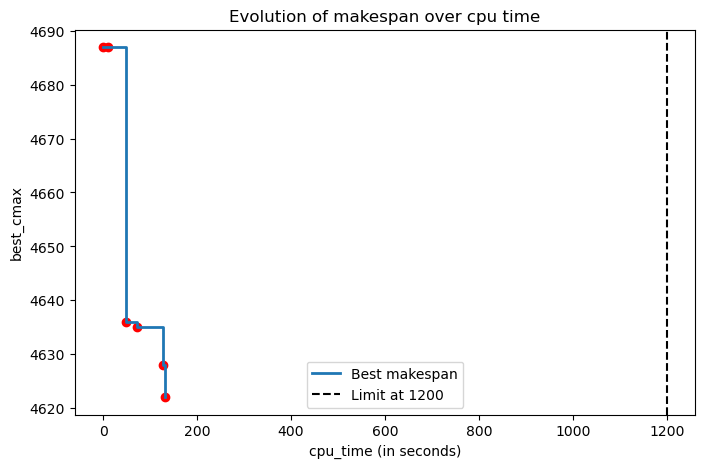 Evolution of makespan over cpu time
best_cmax
4690
4680
4670
4660
4650
4640
4630
4620
Best makespan
Limit at 1200
0 200 400 600 800 1000 1200
cpu_time (in seconds)